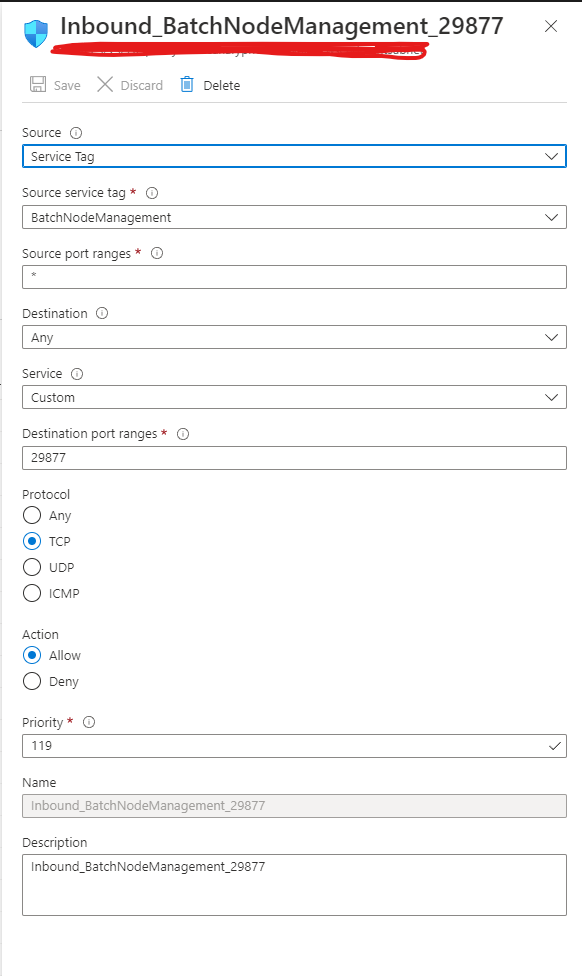 Inbound_BatchNodeManagement_29877
Save Discard Delete
Source
Service Tag
Source service tag *
BatchNodeManagement
Source port ranges *
*
Destination
Any
Service
Custom
Destination port ranges *
29877
Protocol
Any
TCP
UDP
ICMP
Action
Allow
Deny
Priority *
119
Name
Inbound_BatchNodeManagement_29877
Description
Inbound_BatchNodeManagement_29877